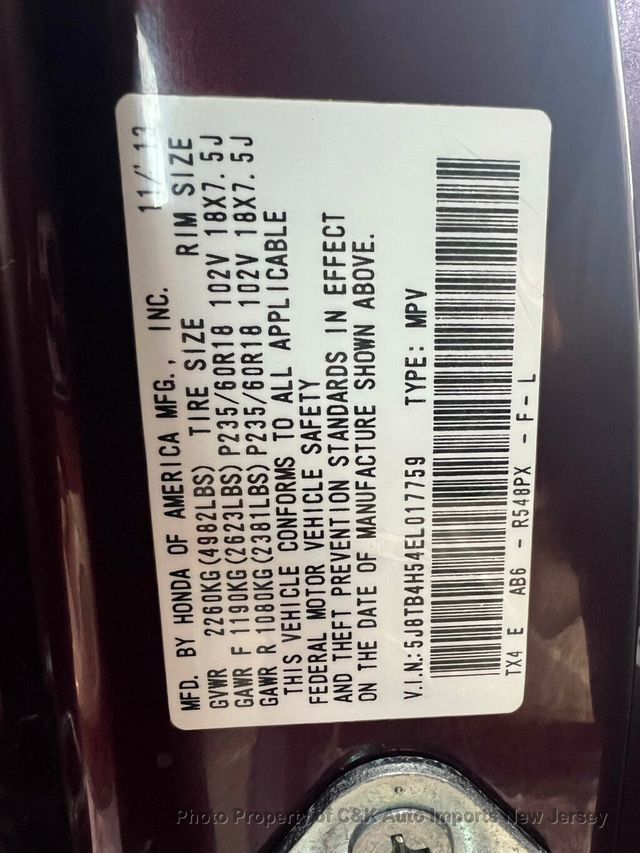 MFD. BY HONDA OF AMERICA MFG., INC. 11/'13
GVWR 2260KG(4982LBS) TIRE SIZE RIM SIZE
GAWR F 1190KG(2623LBS) P235/60R18 102V 18X7.5J
GAWR R 1080KG(2381LBS) P235/60R18 102V 18X7.5J
THIS VEHICLE CONFORMS TO ALL APPLICABLE
FEDERAL MOTOR VEHICLE SAFETY
AND THEFT PREVENTION STANDARDS IN EFFECT
ON THE DATE OF MANUFACTURE SHOWN ABOVE.
V.I.N.:5J8TB4H54EL017759 TYPE: MPV
TX4 E AB6 - R548PX - F-L
Photo Property of C&K Auto Imports New Jersey